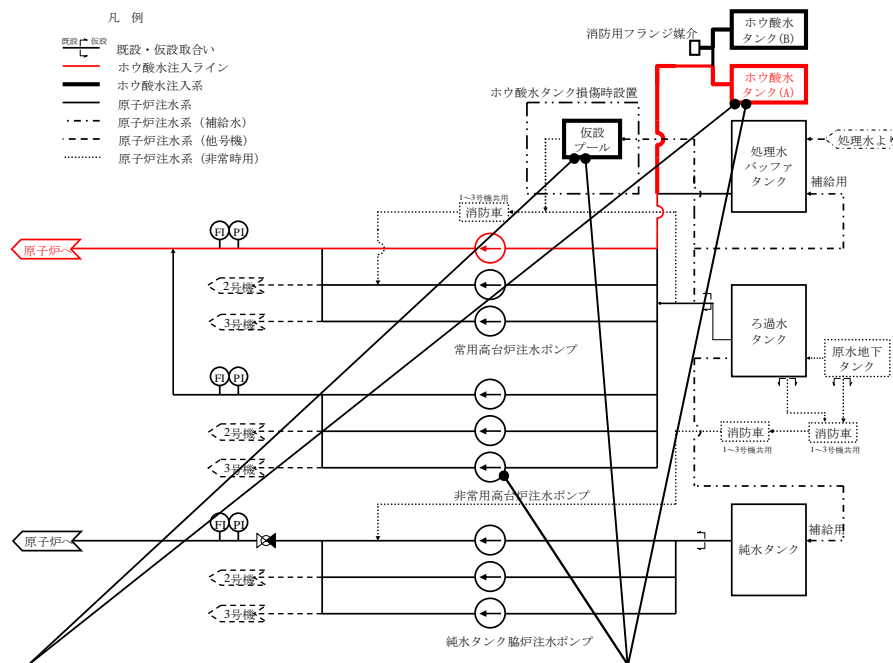 凡 例
既設 仮設
既設・仮設取合い
ホウ酸水注入ライン
ホウ酸水注入系
原子炉注水系
原子炉注水系（補給水）
原子炉注水系（他号機）
原子炉注水系（非常時用）
消防用フランジ媒介
ホウ酸水
タンク(B)
ホウ酸水
タンク(A)
ホウ酸水タンク損傷時設置
仮設
プール
処理水
バッファ
タンク
処理水よ
補給用
1～3号機共用
消防車
FI PI
原子炉へ
2号機
3号機
常用高台炉注水ポンプ
ろ過水
タンク
原水地下
タンク
FI PI
2号機
3号機
消防車
1～3号機共用
消防車
1～3号機共用
非常用高台炉注水ポンプ
FI PI
原子炉へ
補給用
純水タンク
2号機
3号機
純水タンク脇炉注水ポンプ